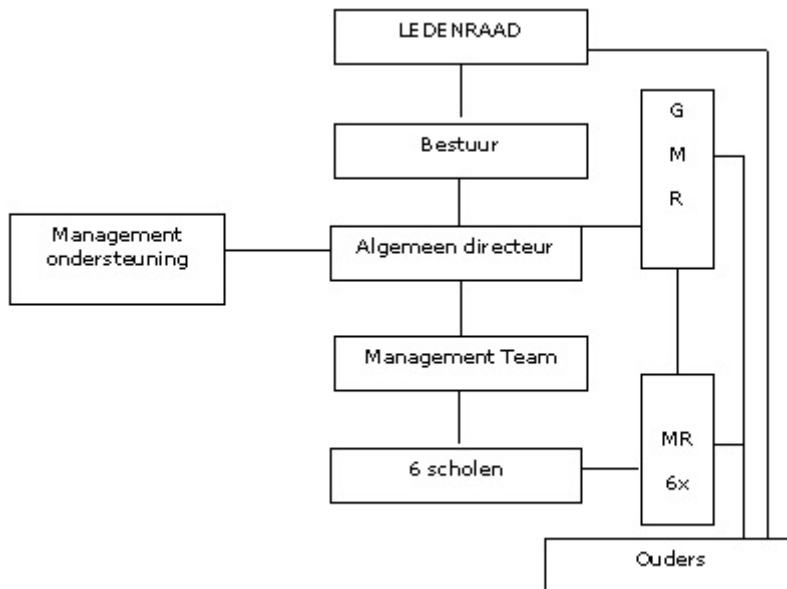 LEDENRAAD
G
M
R
Bestuur
Management
ondersteuning
Algemeen directeur
Management Team
MR
6x
6 scholen
Ouders